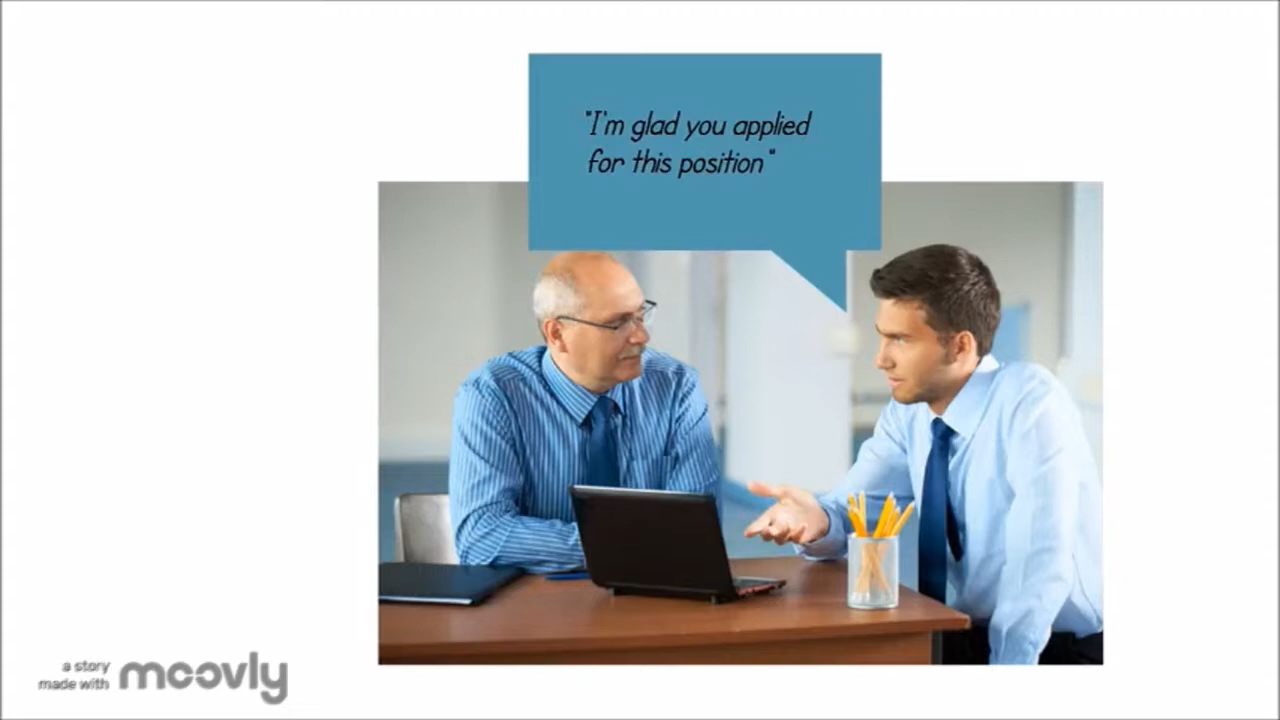 "I'm glad you applied
for this position"
a story
made with
moovly